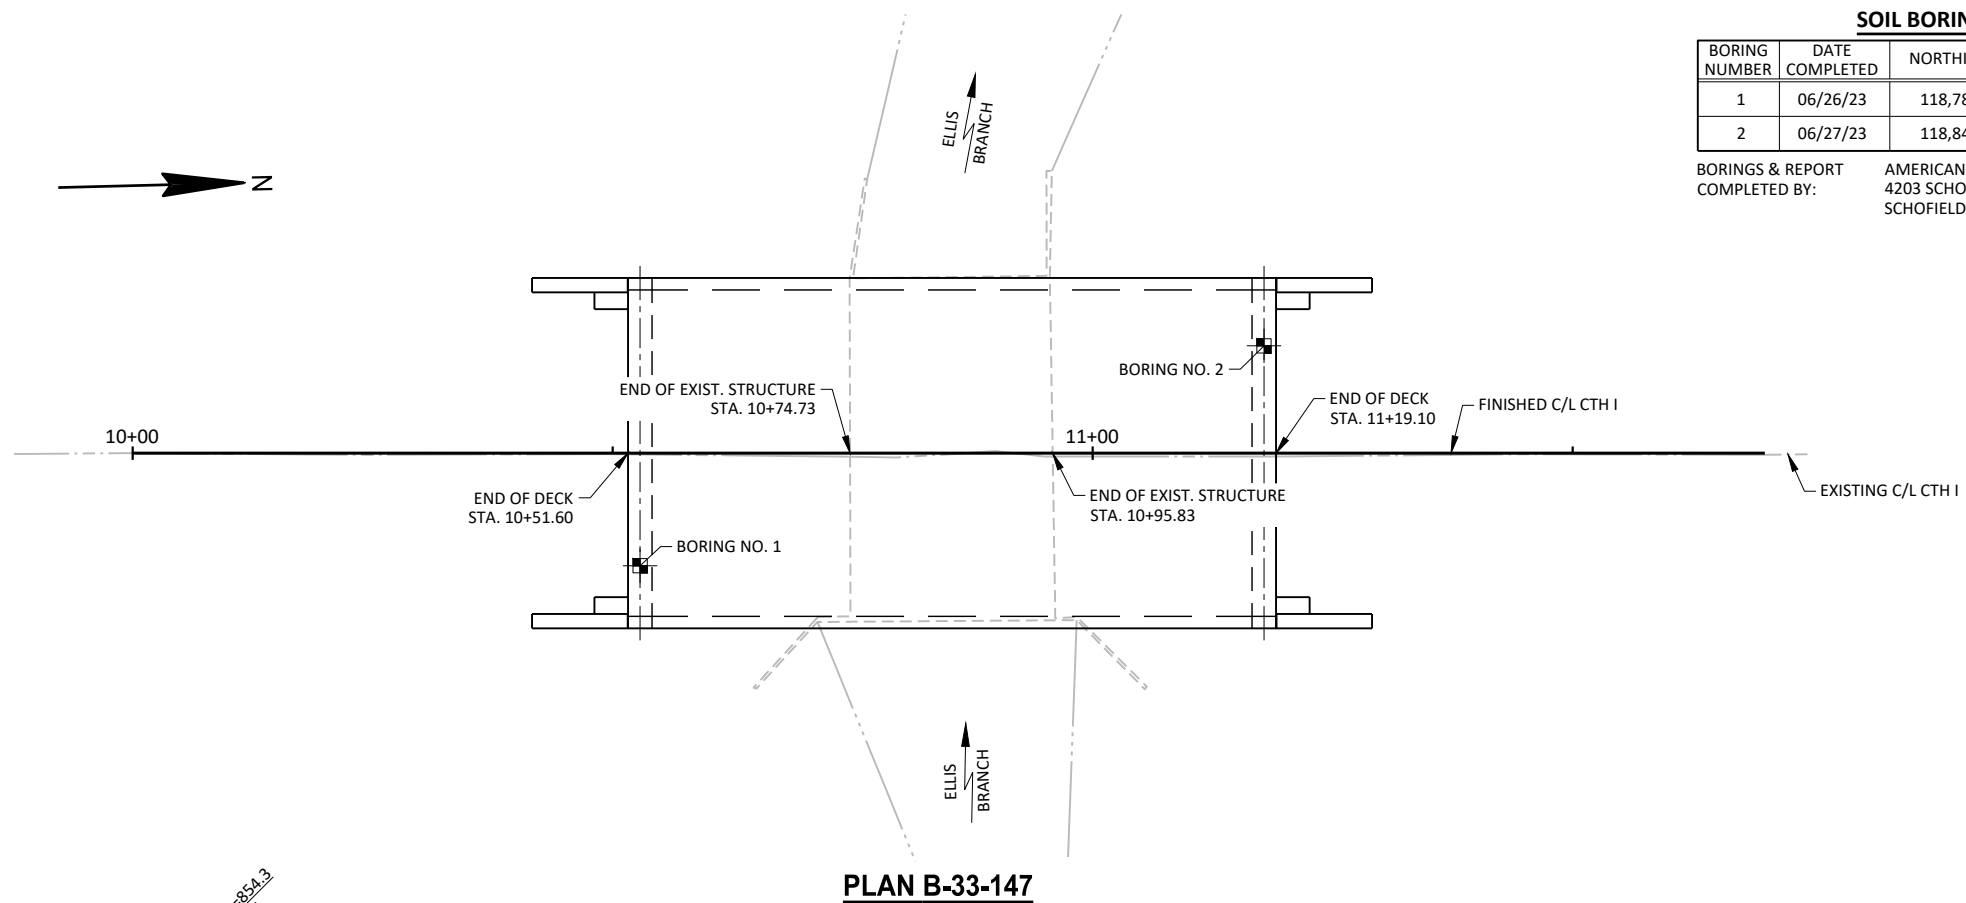 SOIL BORIN
BORING NUMBER
DATE COMPLETED
NORTHI
1 06/26/23 118,78
2 06/27/23 118,84
BORINGS & REPORT
COMPLETED BY:
AMERICAN
4203 SCHO
SCHOFIELD
ELLIS
BRANCH
N
BORING NO. 2
END OF EXIST. STRUCTURE
STA. 10+74.73
END OF DECK
STA. 11+19.10
FINISHED C/L CTH I
10+00
11+00
END OF DECK
STA. 10+51.60
END OF EXIST. STRUCTURE
STA. 10+95.83
EXISTING C/L CTH I
BORING NO. 1
ELLIS
BRANCH
PLAN B-33-147
854.3